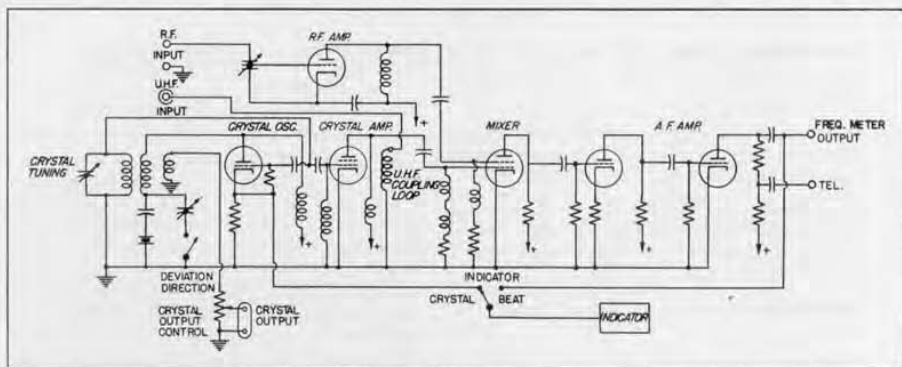 R.F.
INPUT
U.H.F.
INPUT
R.F. AMP.
CRYSTAL OSC.
CRYSTAL AMP.
MIXER
A.F. AMP.
FREQ. METER
OUTPUT
TEL.
CRYSTAL
TUNING
U.H.F.
COUPLING
LOOP
+
+
+
+
+
+
DEVIATION
DIRECTION
INDICATOR
CRYSTAL
BEAT
CRYSTAL
OUTPUT
CONTROL
CRYSTAL
OUTPUT
INDICATOR